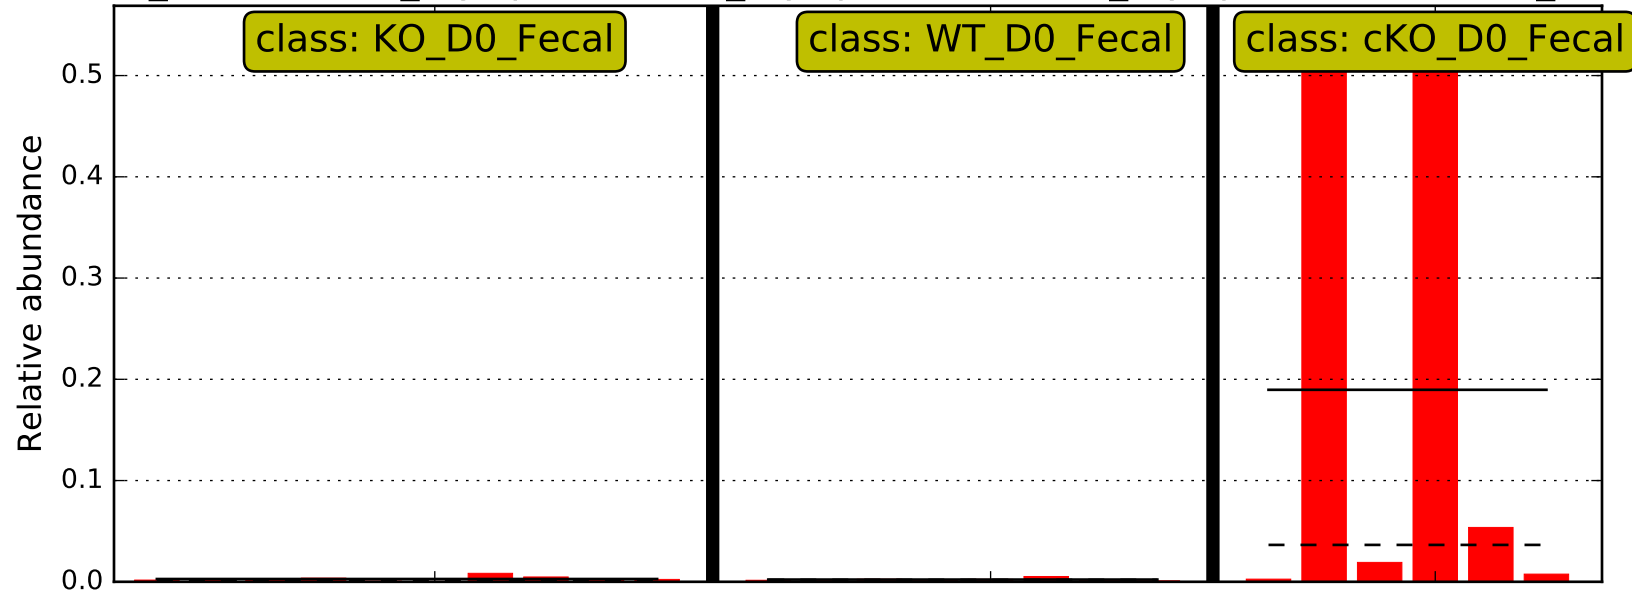 class: KO_D0_Fecal
class: WT_D0_Fecal
class: cKO_D0_Fecal
Relative abundance
0.5
0.4
0.3
0.2
0.1
0.0